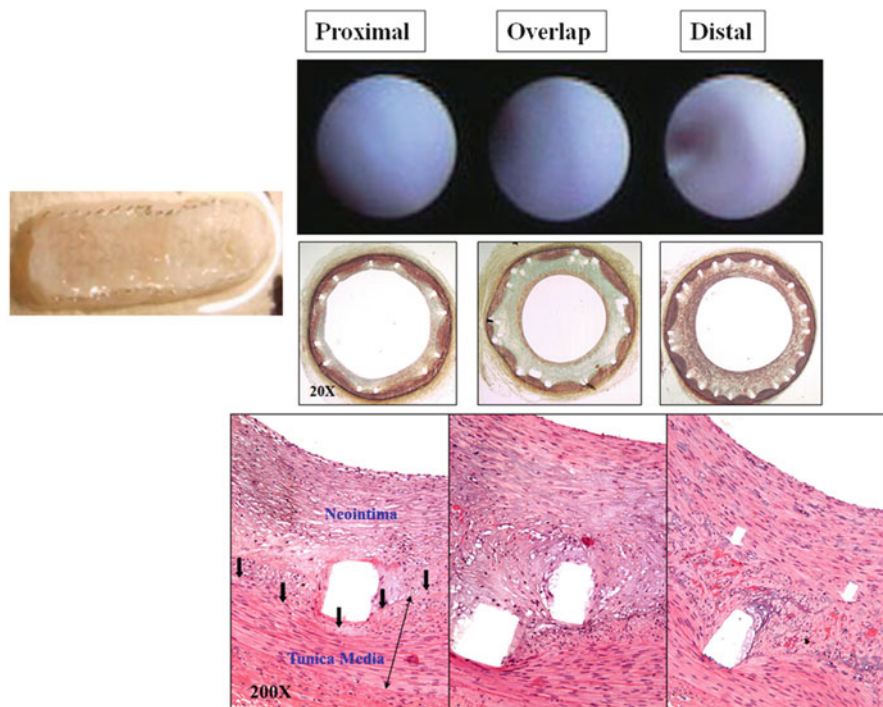 Proximal
Overlap
Distal
20X
Neointima
Tunica Media
200X